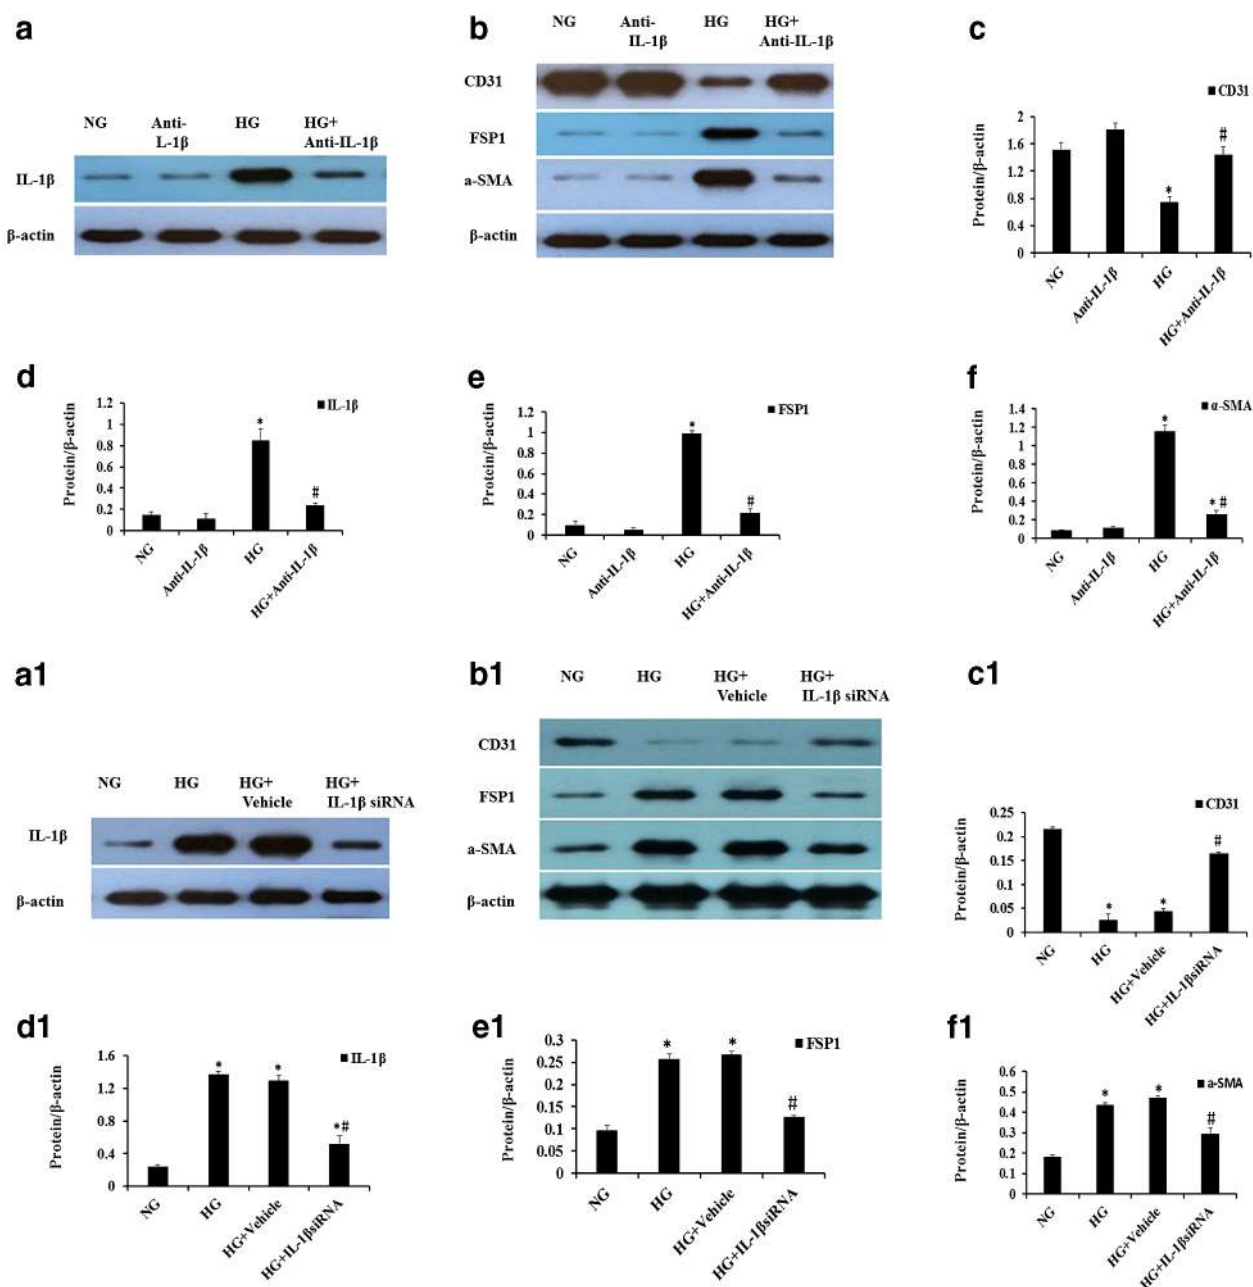 a
NG
Anti-
L-1β
HG
HG+
Anti-IL-1β
IL-1β
β-actin
b
NG
Anti-
IL-1β
HG
HG+
Anti-IL-1β
CD31
FSP1
a-SMA
β-actin
c
CD31
Protein/β-actin
2
1.6
1.2
0.8
0.4
0
*
#
NG
Anti-IL-1β
HG
HG+Anti-IL-1β
d
IL-1β
Protein/β-actin
1.2
1
0.8
0.6
0.4
0.2
0
*
#
NG
Anti-IL-1β
HG
HG+Anti-IL-1β
e
FSP1
Protein/β-actin
1.2
1
0.8
0.6
0.4
0.2
0
*
#
NG
Anti-IL-1β
HG
HG+Anti-IL-1β
f
α-SMA
Protein/β-actin
1.4
1.2
1
0.8
0.6
0.4
0.2
0
*
*#
NG
Anti-IL-1β
HG
HG+Anti-IL-1β
a1
NG
HG
HG+
Vehicle
HG+
IL-1β siRNA
IL-1β
β-actin
b1
NG
HG
HG+
Vehicle
HG+
IL-1β siRNA
CD31
FSP1
a-SMA
β-actin
c1
CD31
Protein/β-actin
0.25
0.2
0.15
0.1
0.05
0
*
*
#
NG
HG
HG+Vehicle
HG+IL-1βsiRNA
d1
IL-1β
Protein/β-actin
1.6
1.2
0.8
0.4
0
*
*
*#
NG
HG
HG+Vehicle
HG+IL-1βsiRNA
e1
FSP1
Protein/β-actin
0.3
0.25
0.2
0.15
0.1
0.05
0
*
*
#
NG
HG
HG+Vehicle
HG+IL-1βsiRNA
f1
a-SMA
Protein/β-actin
0.6
0.5
0.4
0.3
0.2
0.1
0
*
*
#
NG
HG
HG+Vehicle
HG+IL-1βsiRNA